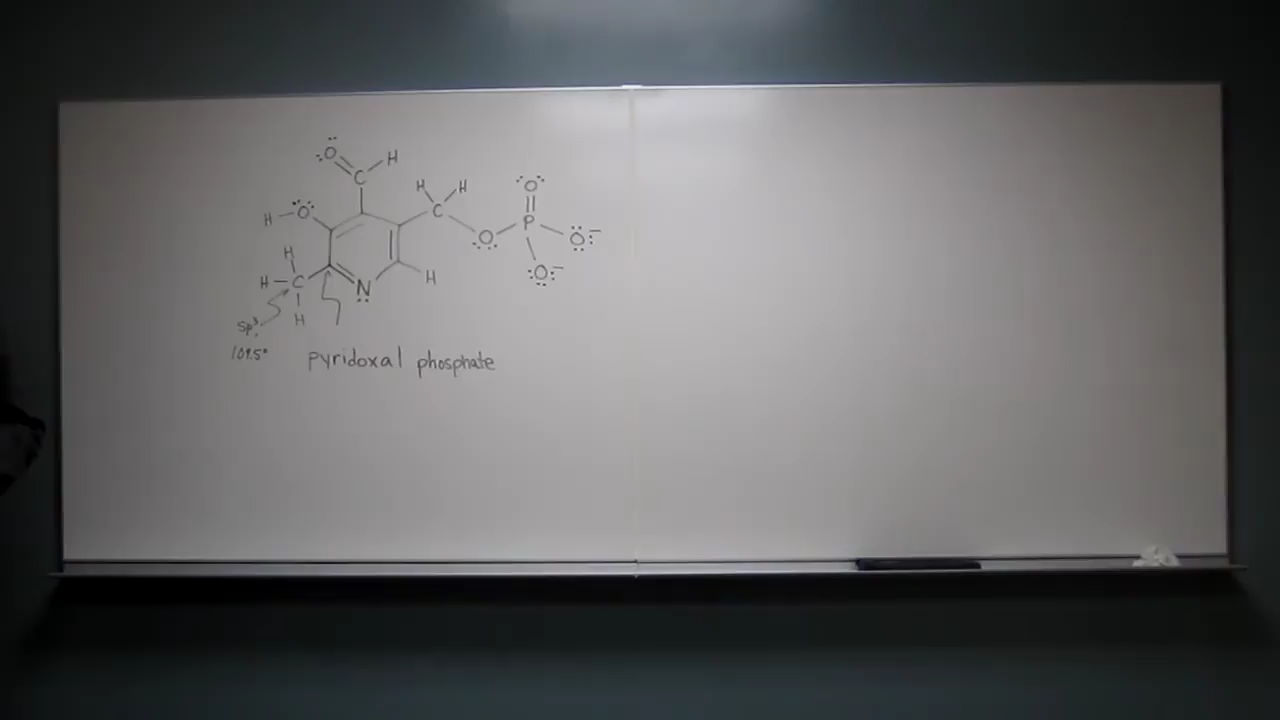 O H
C
H H
O
H O
C
P
O
O⁻
H
H C
N
H
O⁻
H
sp³,
109.5°
pyridoxal phosphate